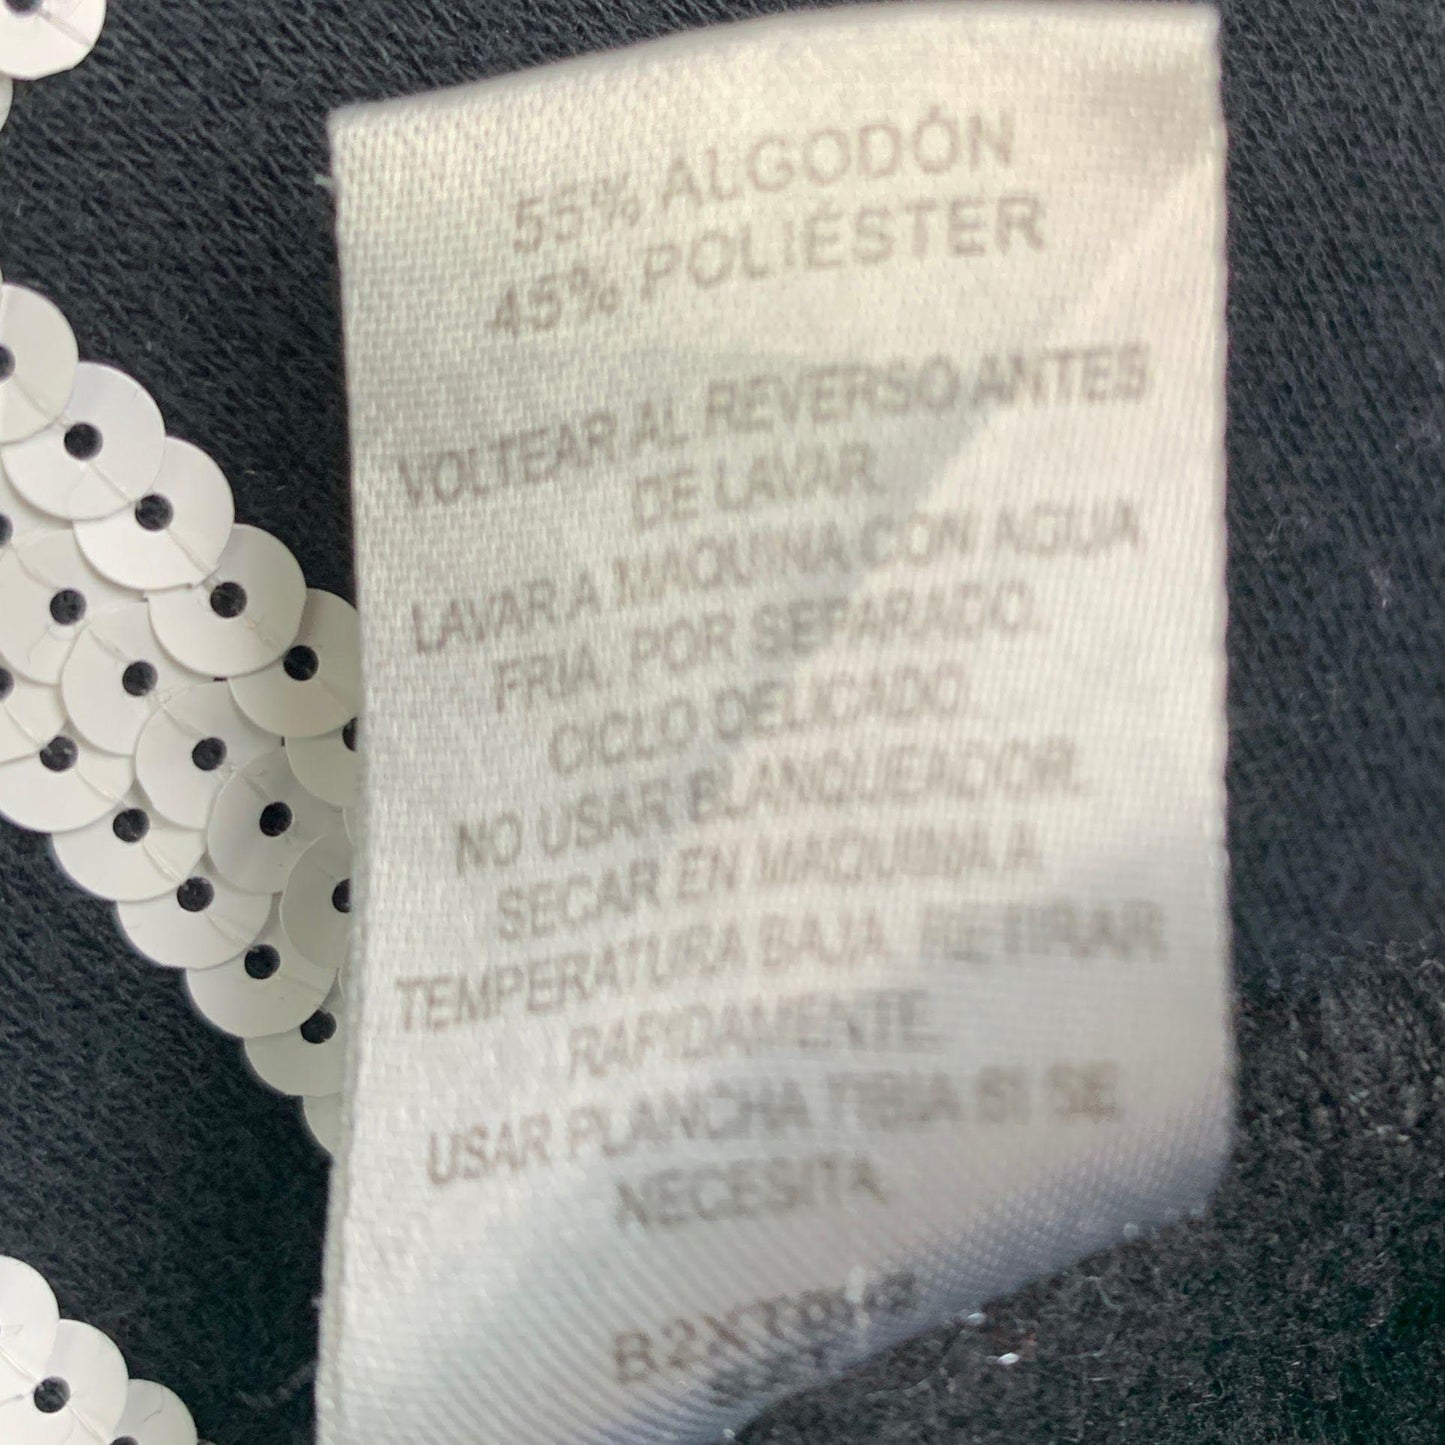 55% ALGODÓN
45% POLIÉSTER
VOLTEAR AL REVERSO ANTES
DE LAVAR.
LAVAR A MAQUINA CON AGUA
FRIA, POR SEPARADO.
CICLO DELICADO.
NO USAR BLANQUEADOR.
SECAR EN MAQUINA A
TEMPERATURA BAJA, RETIRAR
RAPIDAMENTE.
USAR PLANCHA TIBIA SI SE
NECESITA